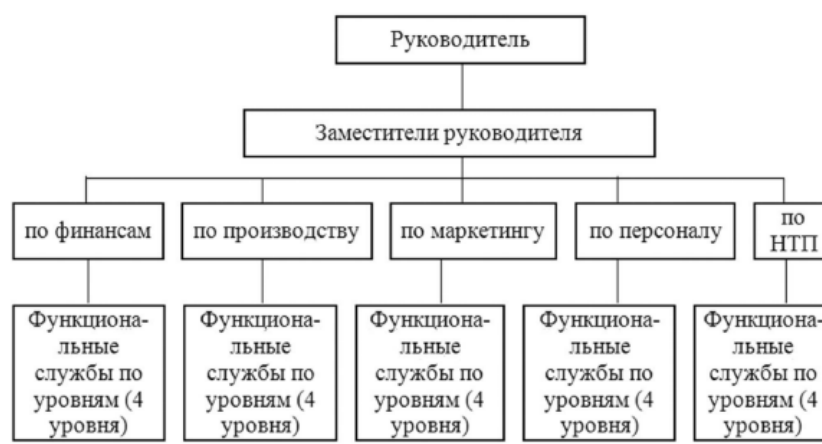 Руководитель
Заместители руководителя
по финансам
по производству
по маркетингу
по персоналу
по
НТП
Функциона-
льные
службы по
уровням (4
уровня)
Функциона-
льные
службы по
уровням (4
уровня)
Функциона-
льные
службы по
уровням (4
уровня)
Функциона-
льные
службы по
уровням (4
уровня)
Функциона-
льные
службы по
уровням (4
уровня)